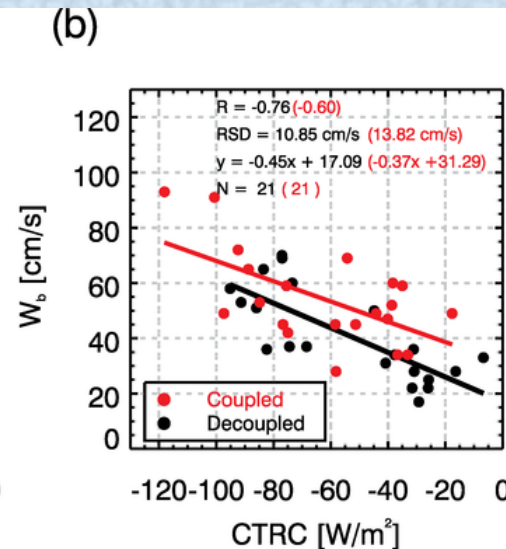 (b)
R = -0.76 (-0.60)
RSD = 10.85 cm/s (13.82 cm/s)
y = -0.45x + 17.09 (-0.37x +31.29)
N = 21 ( 21 )
120
100
80
60
40
20
0
W_b [cm/s]
Coupled
Decoupled
-120 -100 -80 -60 -40 -20 0
CTRC [W/m²]